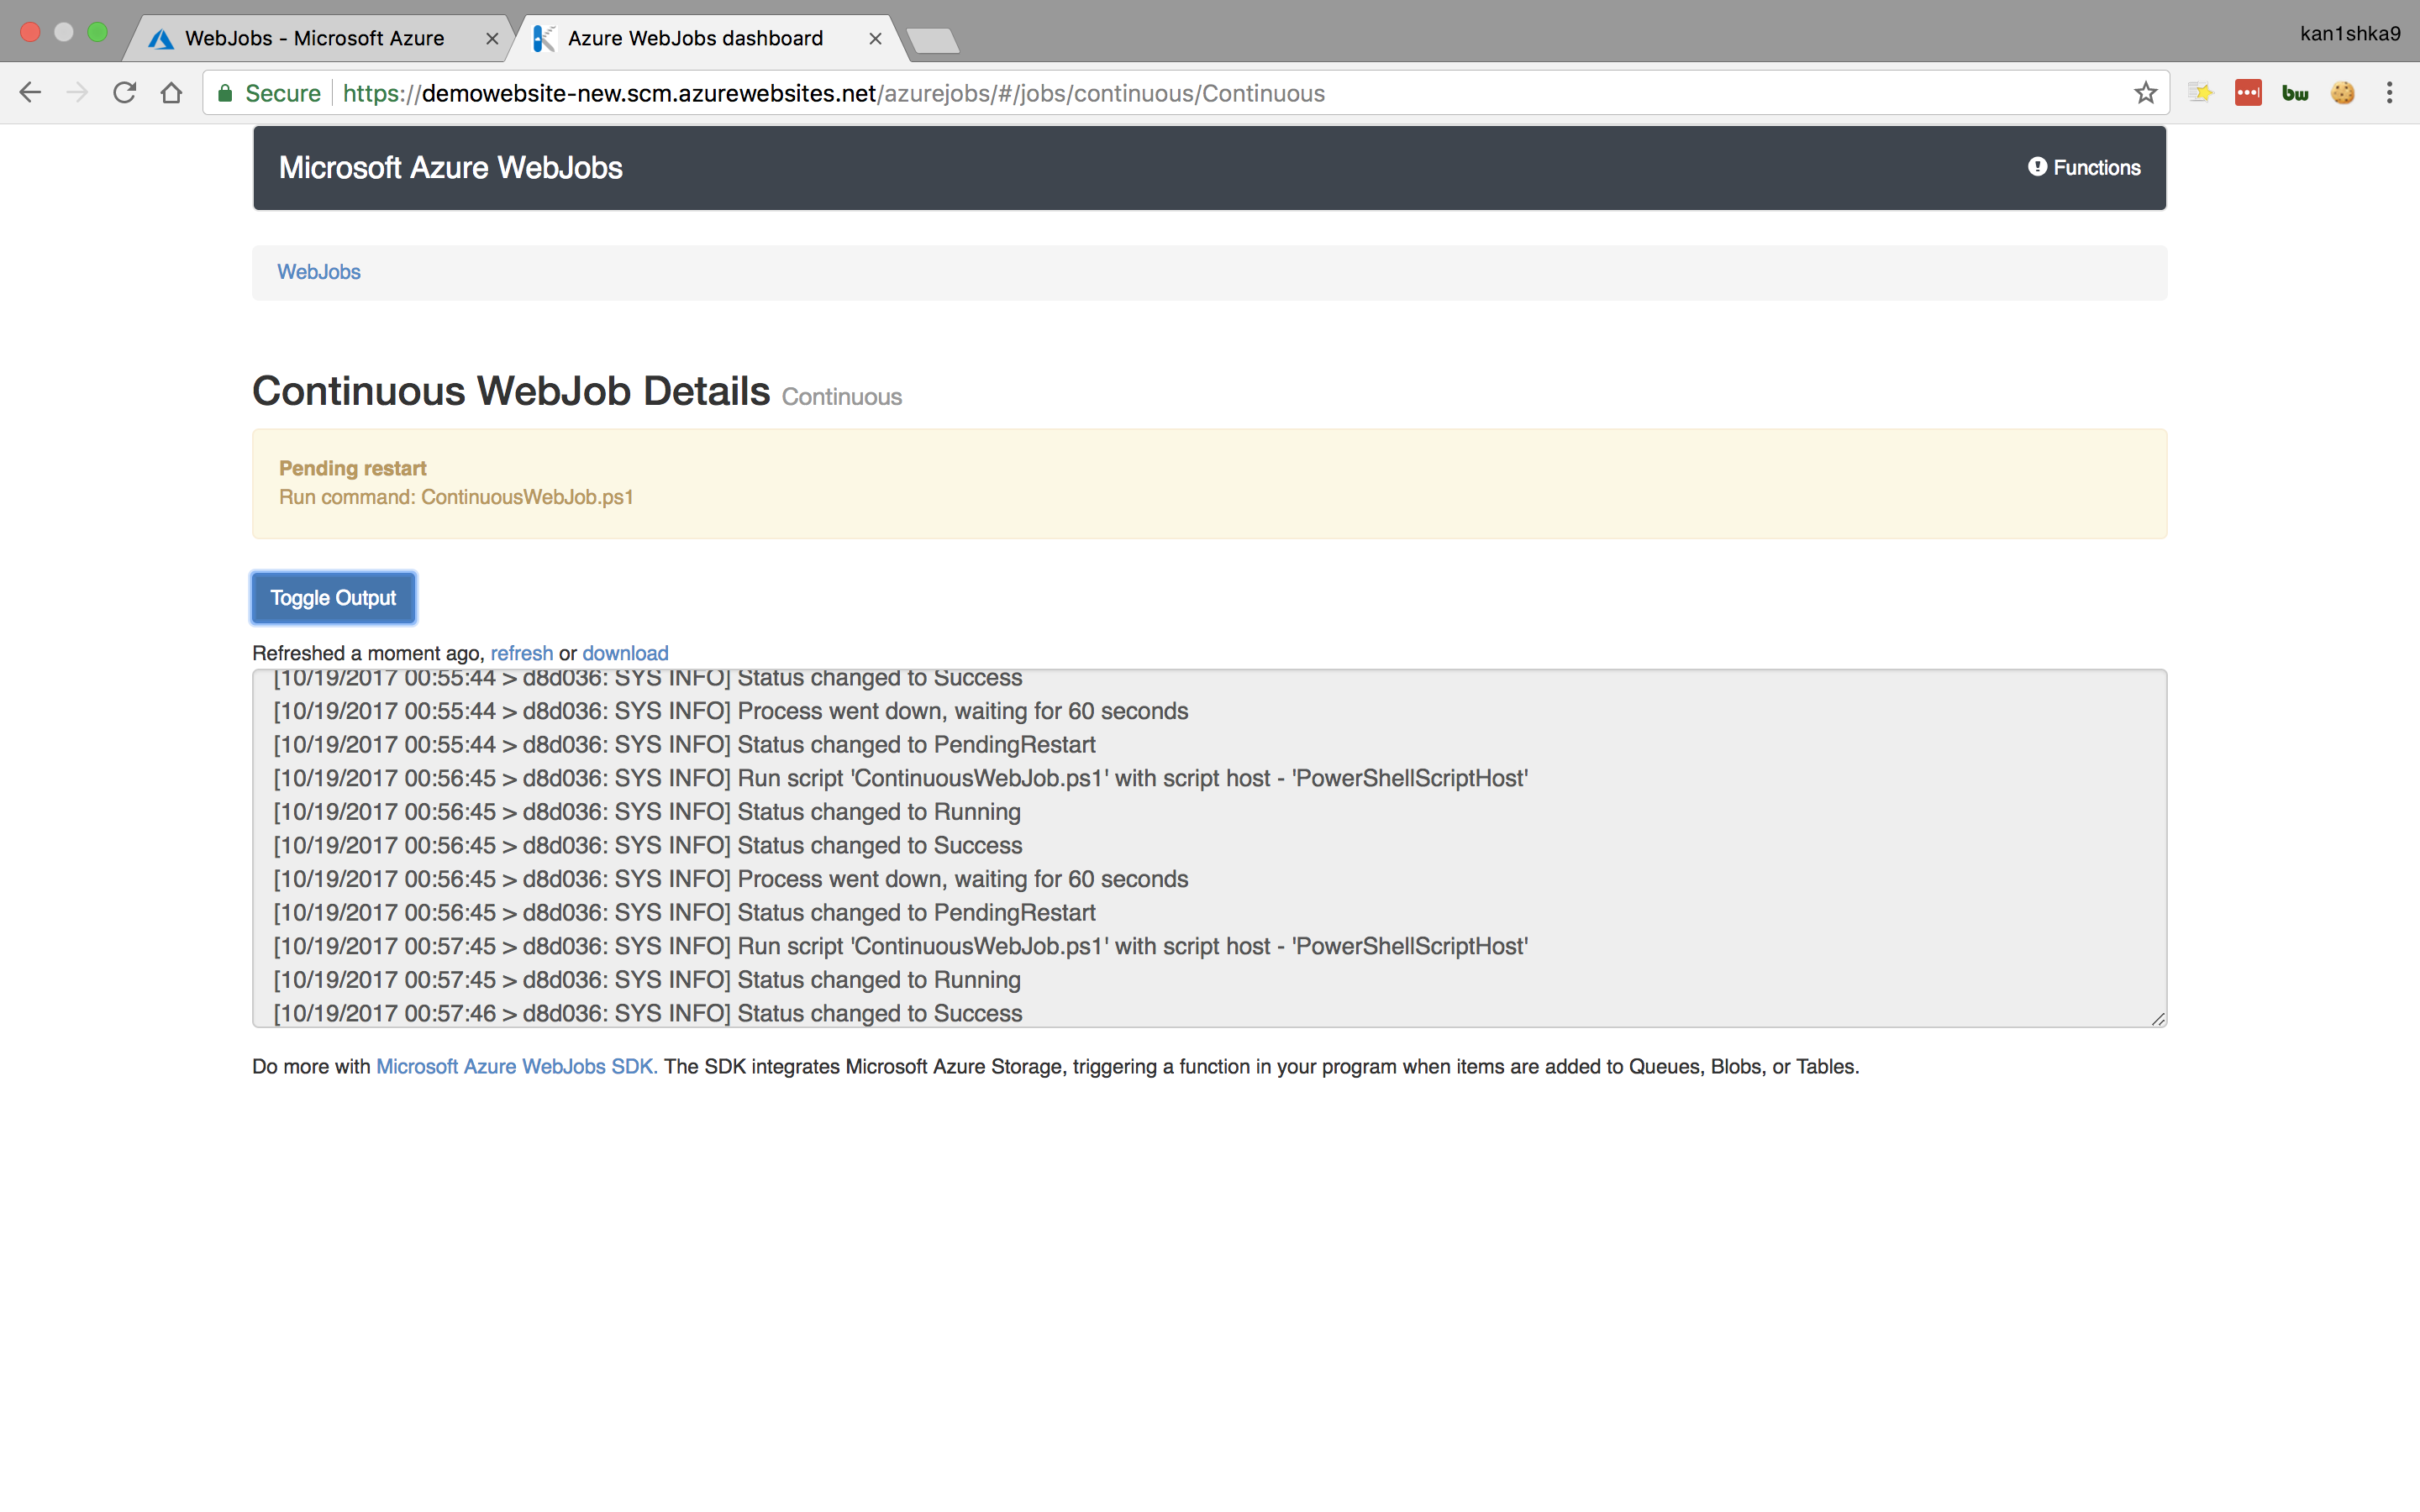 WebJobs - Microsoft Azure
Azure WebJobs dashboard
kan1shka9
Secure
https://demowebsite-new.scm.azurewebsites.net/azurejobs/#/jobs/continuous/Continuous
bw
Microsoft Azure WebJobs
Functions
WebJobs
Continuous WebJob Details Continuous
Pending restart
Run command: ContinuousWebJob.ps1
Toggle Output
Refreshed a moment ago, refresh or download
[10/19/2017 00:55:44 > d8d036: SYS INFO] Status changed to Success
[10/19/2017 00:55:44 > d8d036: SYS INFO] Process went down, waiting for 60 seconds
[10/19/2017 00:55:44 > d8d036: SYS INFO] Status changed to PendingRestart
[10/19/2017 00:56:45 > d8d036: SYS INFO] Run script 'ContinuousWebJob.ps1' with script host - 'PowerShellScriptHost'
[10/19/2017 00:56:45 > d8d036: SYS INFO] Status changed to Running
[10/19/2017 00:56:45 > d8d036: SYS INFO] Status changed to Success
[10/19/2017 00:56:45 > d8d036: SYS INFO] Process went down, waiting for 60 seconds
[10/19/2017 00:56:45 > d8d036: SYS INFO] Status changed to PendingRestart
[10/19/2017 00:57:45 > d8d036: SYS INFO] Run script 'ContinuousWebJob.ps1' with script host - 'PowerShellScriptHost'
[10/19/2017 00:57:45 > d8d036: SYS INFO] Status changed to Running
[10/19/2017 00:57:46 > d8d036: SYS INFO] Status changed to Success
Do more with Microsoft Azure WebJobs SDK. The SDK integrates Microsoft Azure Storage, triggering a function in your program when items are added to Queues, Blobs, or Tables.